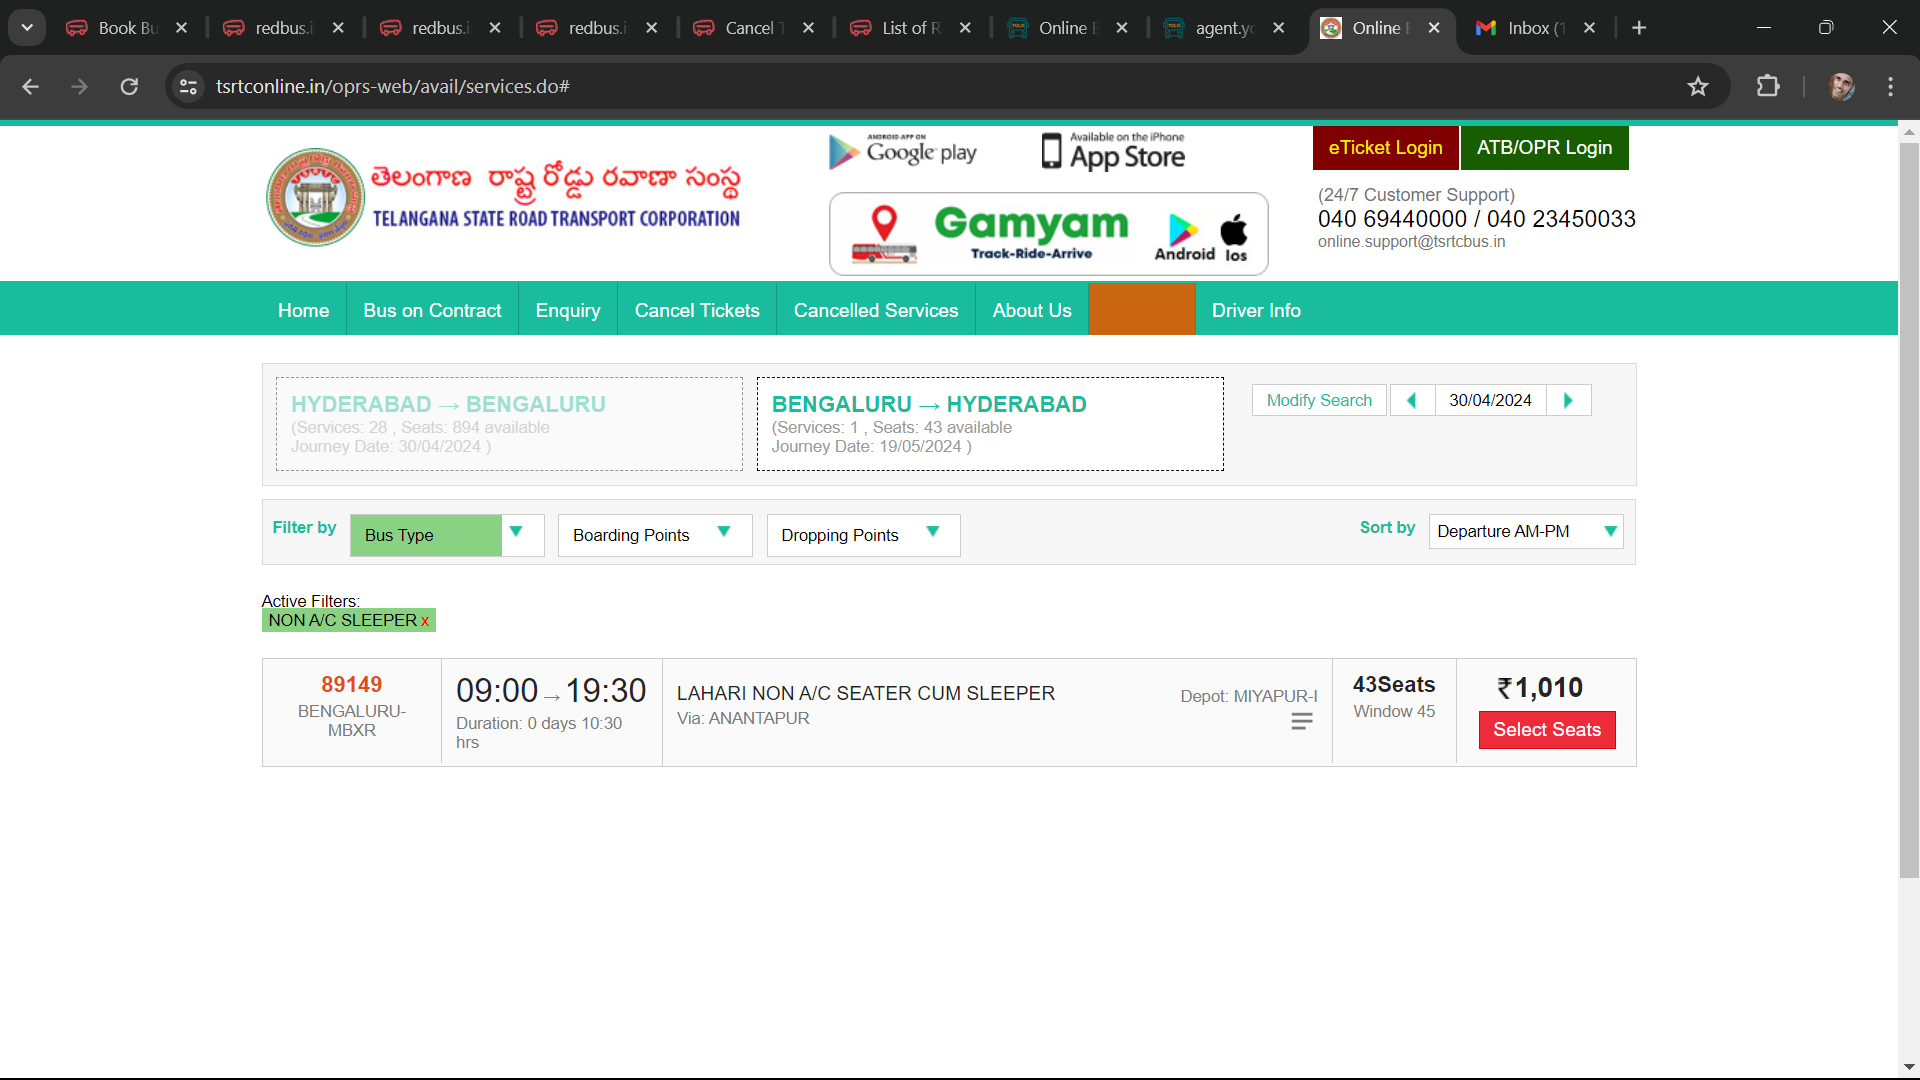 Book Bu
redbus.i
redbus.i
redbus.i
Cancel T
List of R
Online B
agent.yo
Online B
Inbox (1
tsrtconline.in/oprs-web/avail/services.do#
తెలంగాణ రాష్ట్ర రోడ్డు రవాణా సంస్థ
TELANGANA STATE ROAD TRANSPORT CORPORATION
ANDROID APP ON
Google play
Available on the iPhone
App Store
Gamyam
Track-Ride-Arrive
Android Ios
eTicket Login
ATB/OPR Login
(24/7 Customer Support)
040 69440000 / 040 23450033
online.support@tsrtcbus.in
Home
Bus on Contract
Enquiry
Cancel Tickets
Cancelled Services
About Us
Driver Info
HYDERABAD → BENGALURU
(Services: 28 , Seats: 894 available
Journey Date: 30/04/2024 )
BENGALURU → HYDERABAD
(Services: 1 , Seats: 43 available
Journey Date: 19/05/2024 )
Modify Search
30/04/2024
Filter by
Bus Type
Boarding Points
Dropping Points
Sort by
Departure AM-PM
Active Filters:
NON A/C SLEEPER x
89149
BENGALURU-
MBXR
09:00→19:30
Duration: 0 days 10:30
hrs
LAHARI NON A/C SEATER CUM SLEEPER
Via: ANANTAPUR
Depot: MIYAPUR-I
43Seats
Window 45
₹1,010
Select Seats